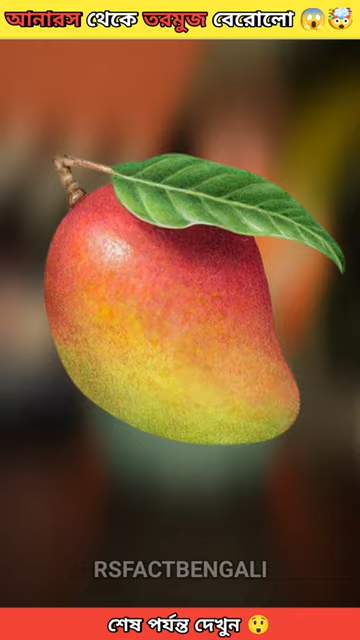 আনারস থেকে তরমুজ বেরোলো 😱🤯
RSFACTBENGALI
শেষ পর্যন্ত দেখুন 😲